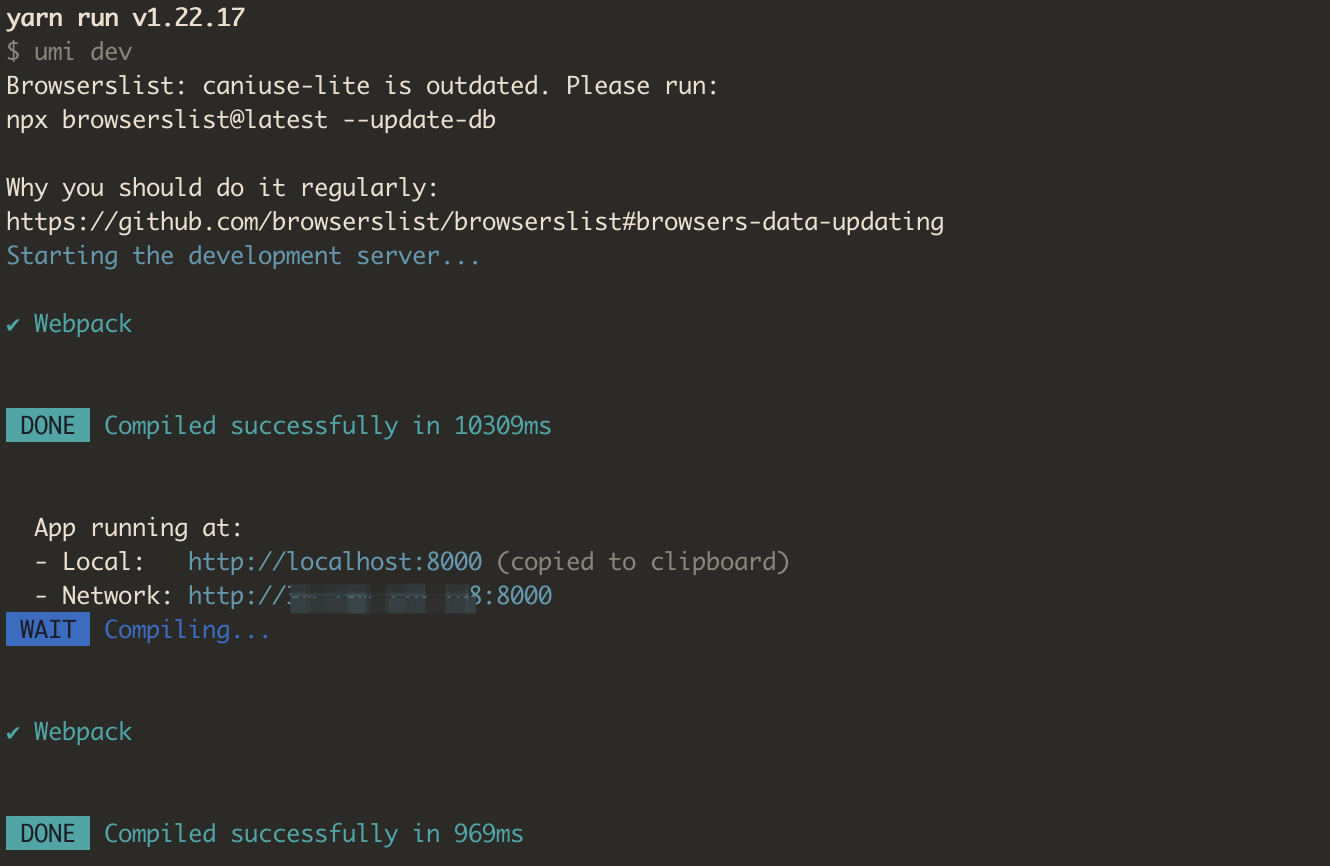 yarn run v1.22.17
$ umi dev
Browserslist: caniuse-lite is outdated. Please run:
npx browserslist@latest --update-db
Why you should do it regularly:
https://github.com/browserslist/browserslist#browsers-data-updating
Starting the development server...
✔ Webpack
DONE Compiled successfully in 10309ms
App running at:
- Local: http://localhost:8000 (copied to clipboard)
- Network: http:// 8:8000
WAIT Compiling...
✔ Webpack
DONE Compiled successfully in 969ms